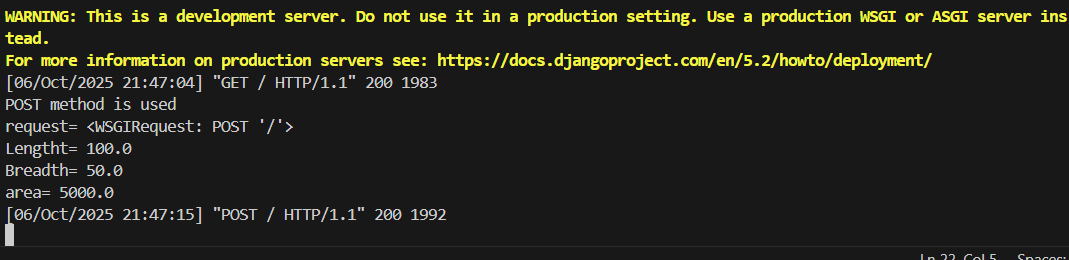 WARNING: This is a development server. Do not use it in a production setting. Use a production WSGI or ASGI server ins
tead.
For more information on production servers see: https://docs.djangoproject.com/en/5.2/howto/deployment/
[06/Oct/2025 21:47:04] "GET / HTTP/1.1" 200 1983
POST method is used
request= <WSGIRequest: POST '/'>
Lengtht= 100.0
Breadth= 50.0
area= 5000.0
[06/Oct/2025 21:47:15] "POST / HTTP/1.1" 200 1992
Ln 22, Col 5 Spaces: